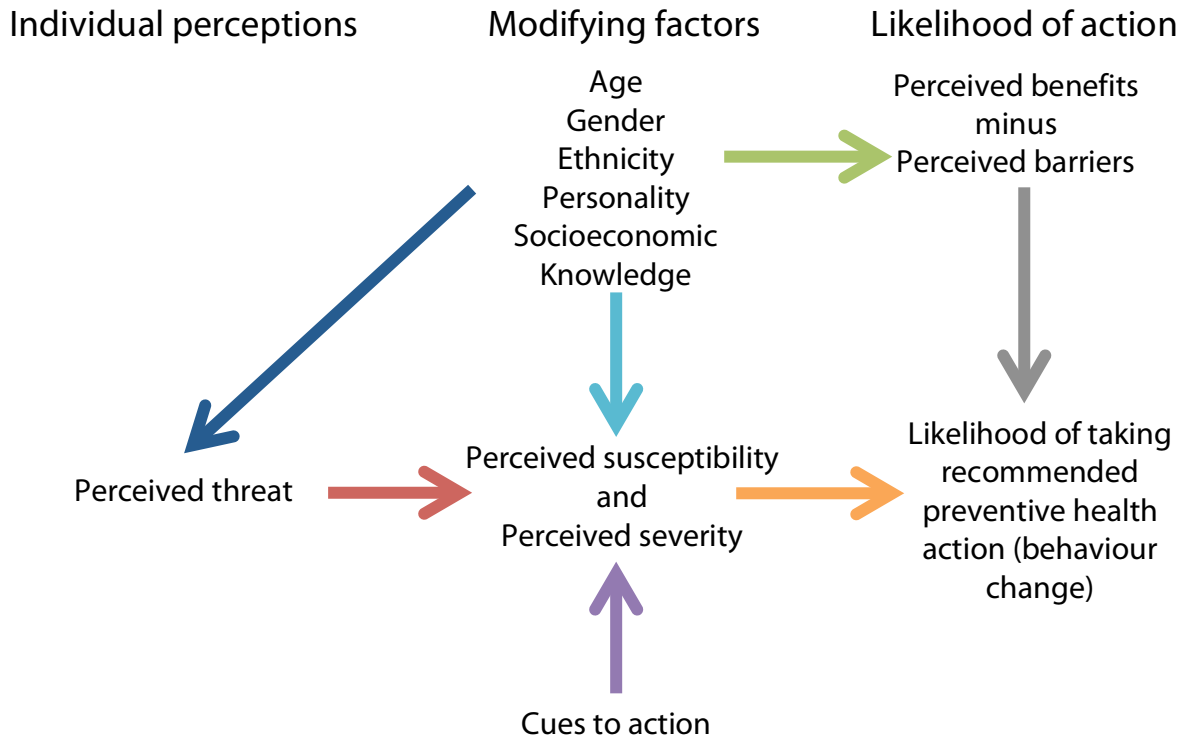 Individual perceptions
Modifying factors
Likelihood of action
Age
Gender
Ethnicity
Personality
Socioeconomic
Knowledge
Perceived benefits
minus
Perceived barriers
Perceived threat
Perceived susceptibility
and
Perceived severity
Likelihood of taking
recommended
preventive health
action (behaviour
change)
Cues to action